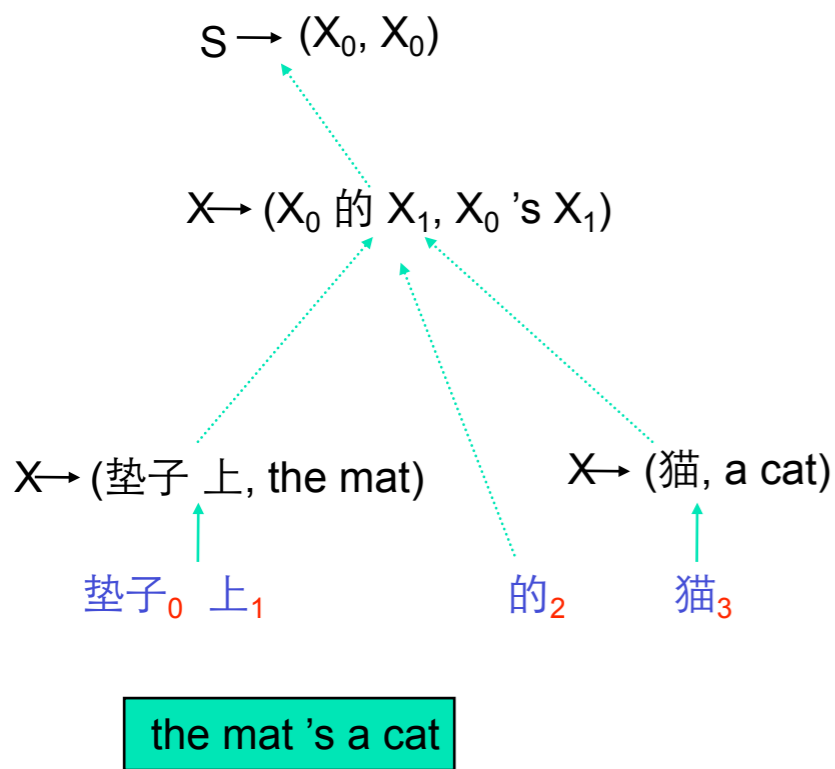 S → (X₀, X₀)
X → (X₀ 的 X₁, X₀ ’s X₁)
X → (垫子 上, the mat) X → (猫, a cat)
垫子₀ 上₁ 的₂ 猫₃
the mat ’s a cat